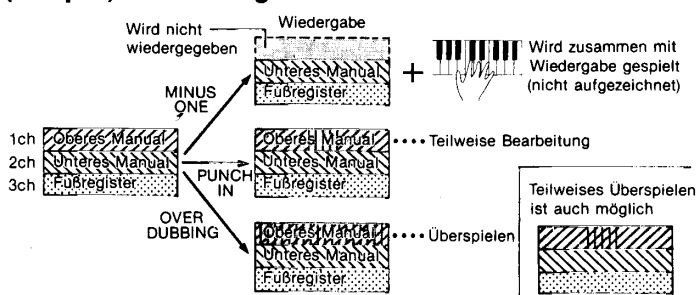 Wiedergabe
Wird nicht
wiedergegeben
Unteres Manual
Fußregister
+
Wird zusammen mit
Wiedergabe gespielt
(nicht aufgezeichnet)
MINUS
ONE
1ch Oberes Manual
2ch Unteres Manual
3ch Fußregister
PUNCH
IN
Oberes Manual
Unteres Manual
Fußregister
•••• Teilweise Bearbeitung
OVER
DUBBING
Oberes Manual
Unteres Manual
Fußregister
•••• Überspielen
Teilweises Überspielen
ist auch möglich